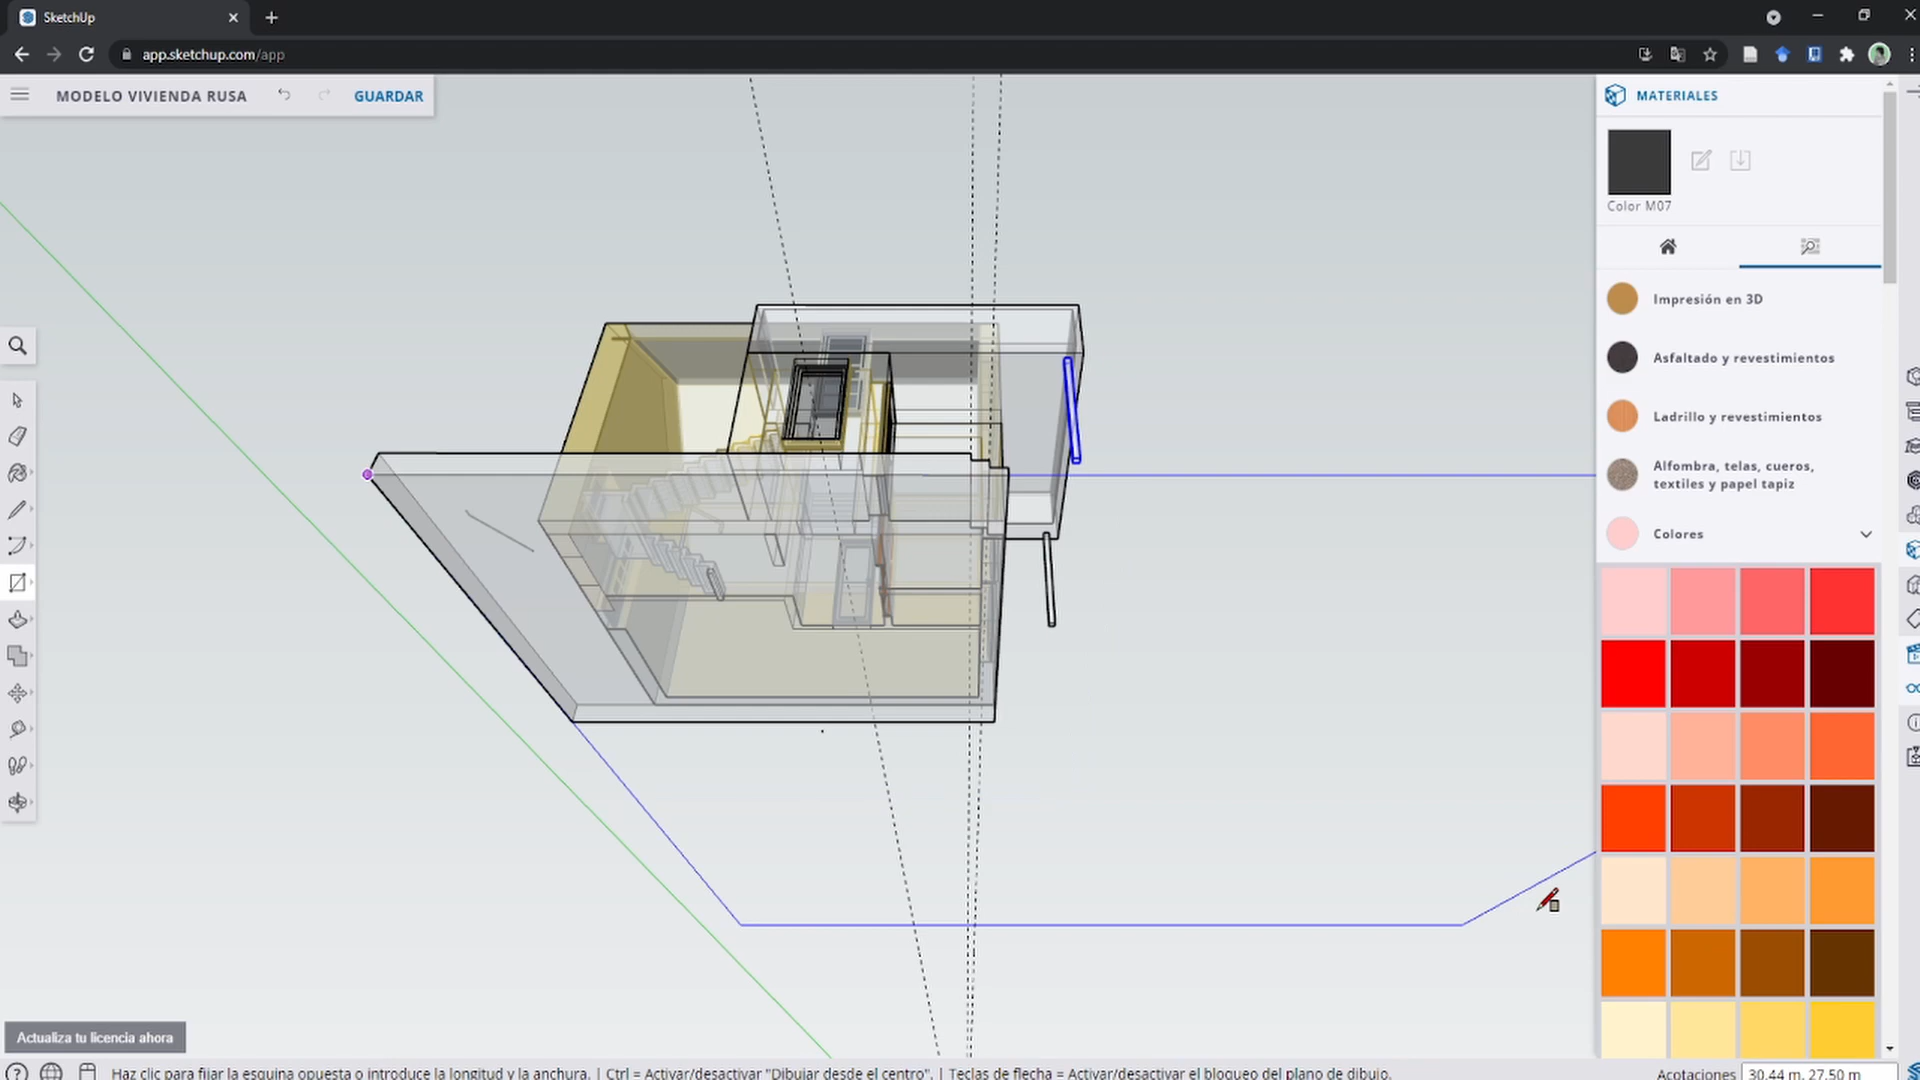 SketchUp
app.sketchup.com/app
MODELO VIVIENDA RUSA
GUARDAR
MATERIALES
Color M07
Impresión en 3D
Asfaltado y revestimientos
Ladrillo y revestimientos
Alfombra, telas, cueros,
textiles y papel tapiz
Colores
Actualiza tu licencia ahora
Haz clic para fijar la esquina opuesta o introduce la longitud y la anchura. | Ctrl = Activar/desactivar "Dibujar desde el centro". | Teclas de flecha = Activar/desactivar el bloqueo del plano de dibujo.
Acotaciones 30.44 m, 27.50 m